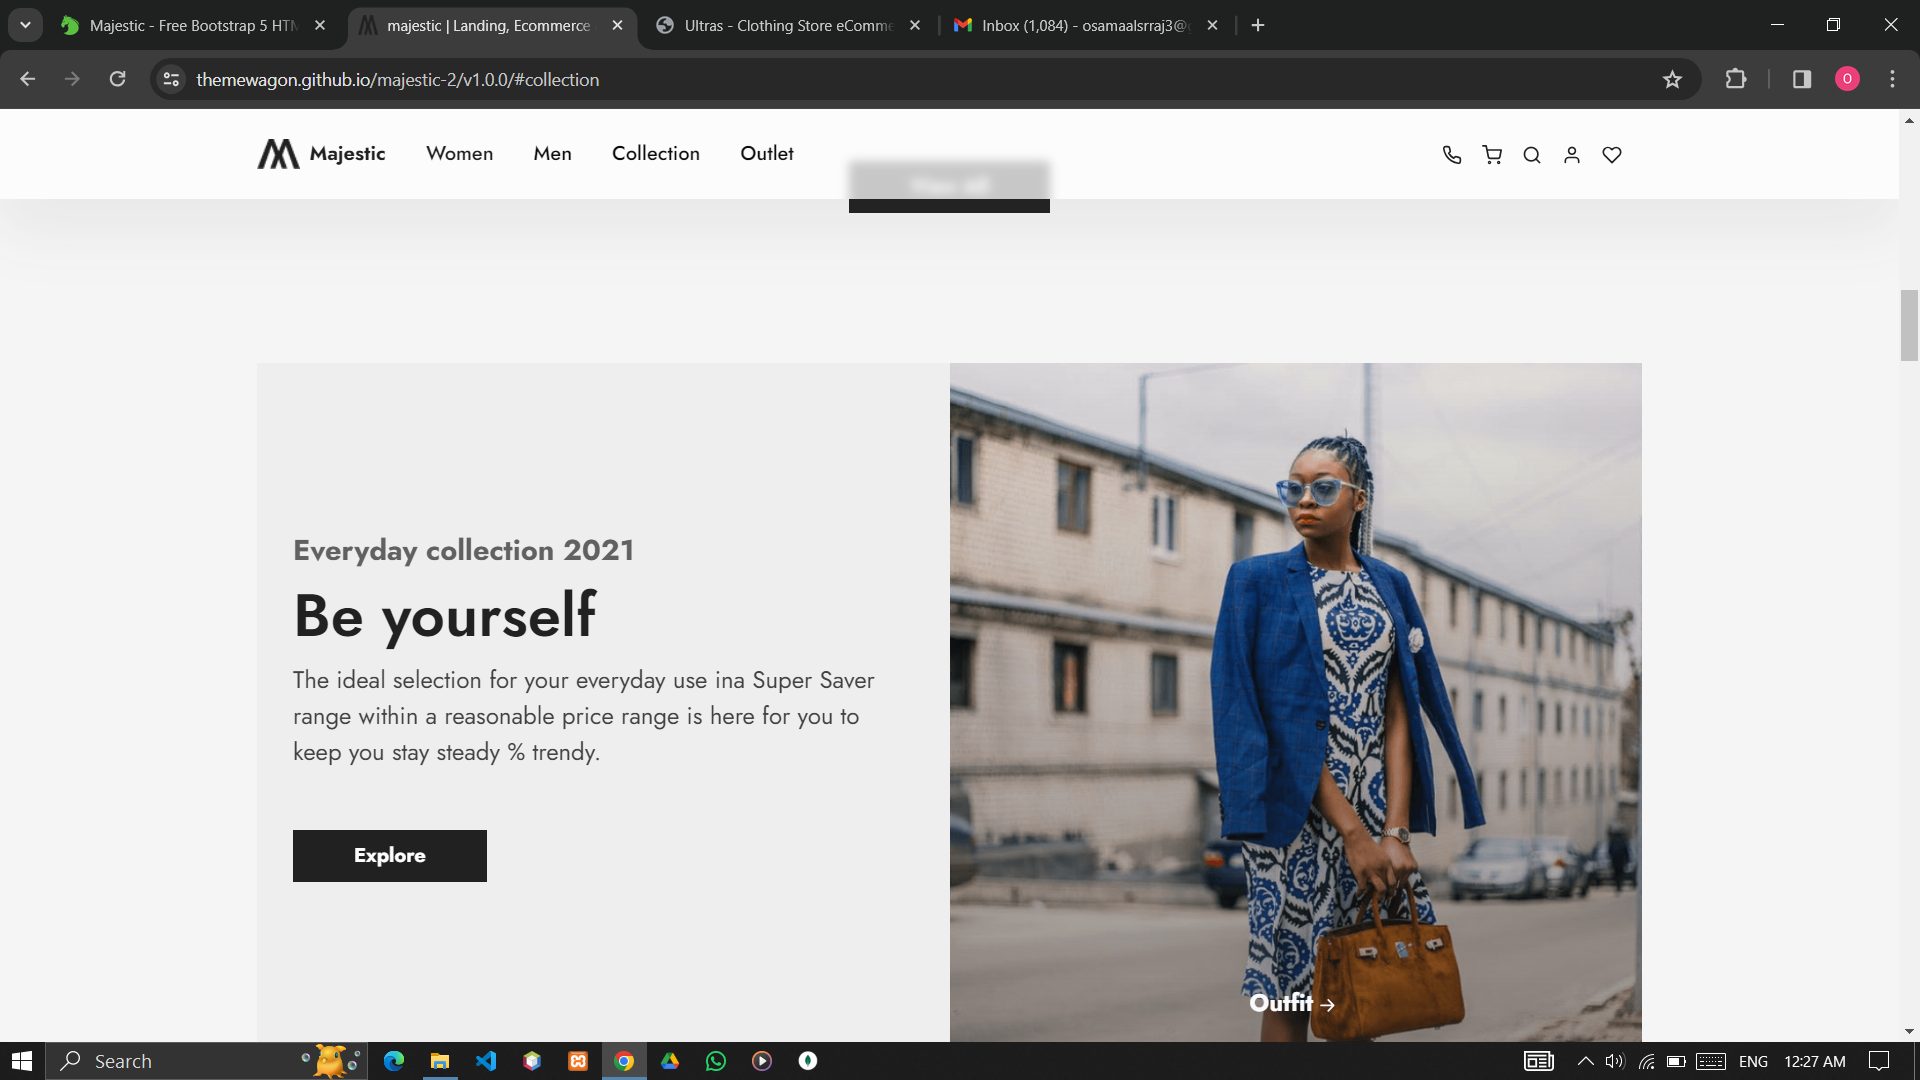 Majestic - Free Bootstrap 5 HTM
majestic | Landing, Ecommerce
Ultras - Clothing Store eComme
Inbox (1,084) - osamaalsrraj3@g
themewagon.github.io/majestic-2/v1.0.0/#collection
O
Majestic
Women
Men
Collection
Outlet
View All
Everyday collection 2021
Be yourself
The ideal selection for your everyday use ina Super Saver
range within a reasonable price range is here for you to
keep you stay steady % trendy.
Explore
Outfit →
Search
ENG
12:27 AM